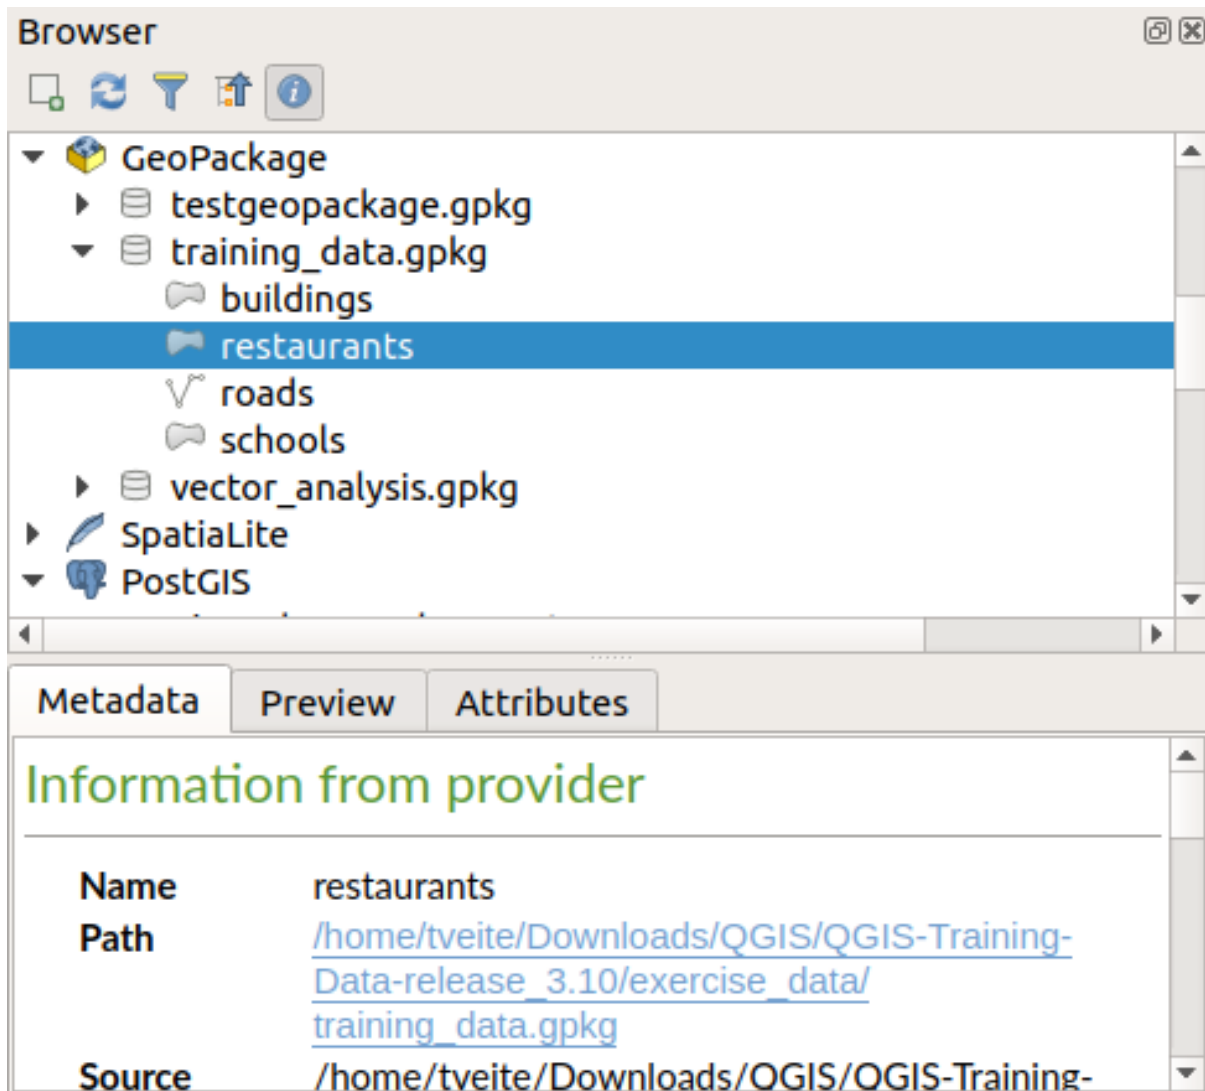 Browser
GeoPackage
testgeopackage.gpkg
training_data.gpkg
buildings
restaurants
roads
schools
vector_analysis.gpkg
SpatiaLite
PostGIS
Metadata Preview Attributes
Information from provider
Name restaurants
Path /home/tveite/Downloads/QGIS/QGIS-Training-
Data-release_3.10/exercise_data/
training_data.gpkg
Source /home/tveite/Downloads/QGIS/QGIS-Training-